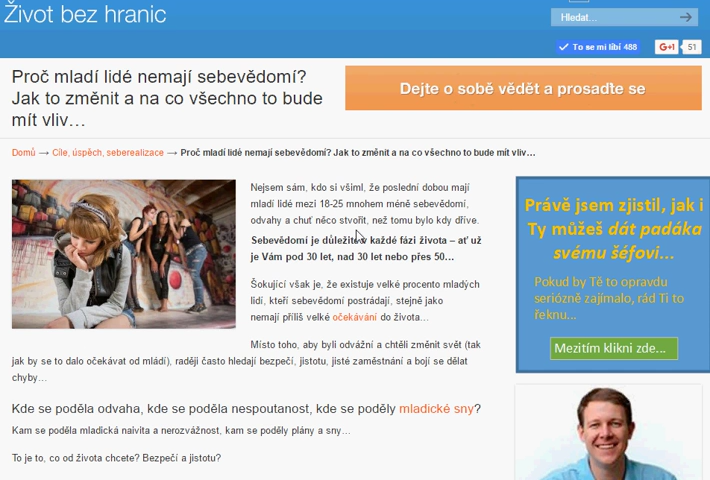 Život bez hranic
Hledat...
To se mi líbí 488
G+1 51
Proč mladí lidé nemají sebevědomí?
Jak to změnit a na co všechno to bude
mít vliv…
Dejte o sobě vědět a prosaďte se
Domů → Cíle, úspěch, seberealizace → Proč mladí lidé nemají sebevědomí? Jak to změnit a na co všechno to bude mít vliv…
Nejsem sám, kdo si všiml, že poslední dobou mají
mladí lidé mezi 18-25 mnohem méně sebevědomí,
odvahy a chuť něco stvořit, než tomu bylo kdy dříve.
Sebevědomí je důležité v každé fázi života – ať už
je Vám pod 30 let, nad 30 let nebo přes 50…
Šokující však je, že existuje velké procento mladých
lidí, kteří sebevědomí postrádají, stejně jako
nemají příliš velké očekávání do života…
Místo toho, aby byli odvážní a chtěli změnit svět (tak
jak by se to dalo očekávat od mládí), raději často hledají bezpečí, jistotu, jisté zaměstnání a bojí se dělat
chyby…
Kde se poděla odvaha, kde se poděla nespoutanost, kde se poděly mladické sny?
Kam se poděla mladická naivita a nerozvážnost, kam se poděly plány a sny…
To je to, co od života chcete? Bezpečí a jistotu?
Právě jsem zjistil, jak i
Ty můžeš dát padáka
svému šéfovi...
Pokud by Tě to opravdu
seriózně zajímalo, rád Ti to
řeknu...
Mezitím klikni zde...